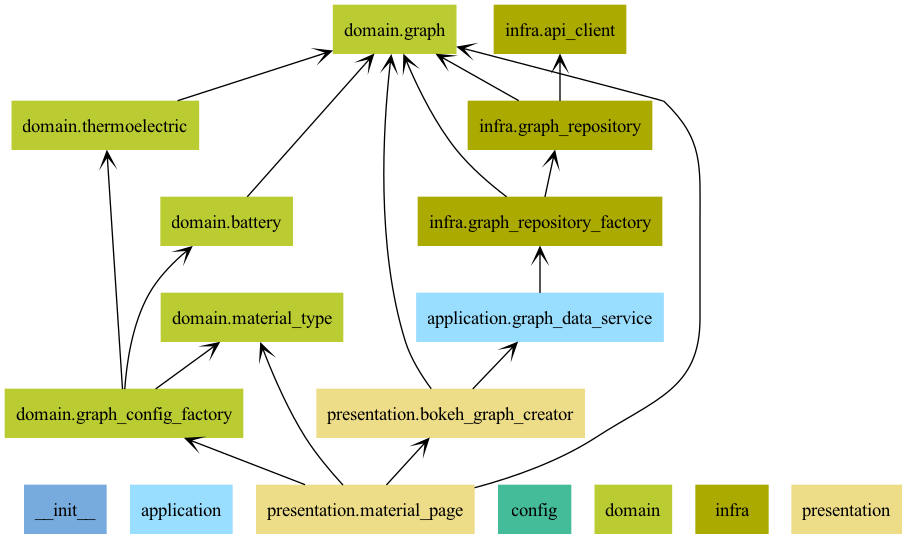 domain.graph
infra.api_client
domain.thermoelectric
infra.graph_repository
domain.battery
infra.graph_repository_factory
domain.material_type
application.graph_data_service
domain.graph_config_factory
presentation.bokeh_graph_creator
__init__
application
presentation.material_page
config
domain
infra
presentation